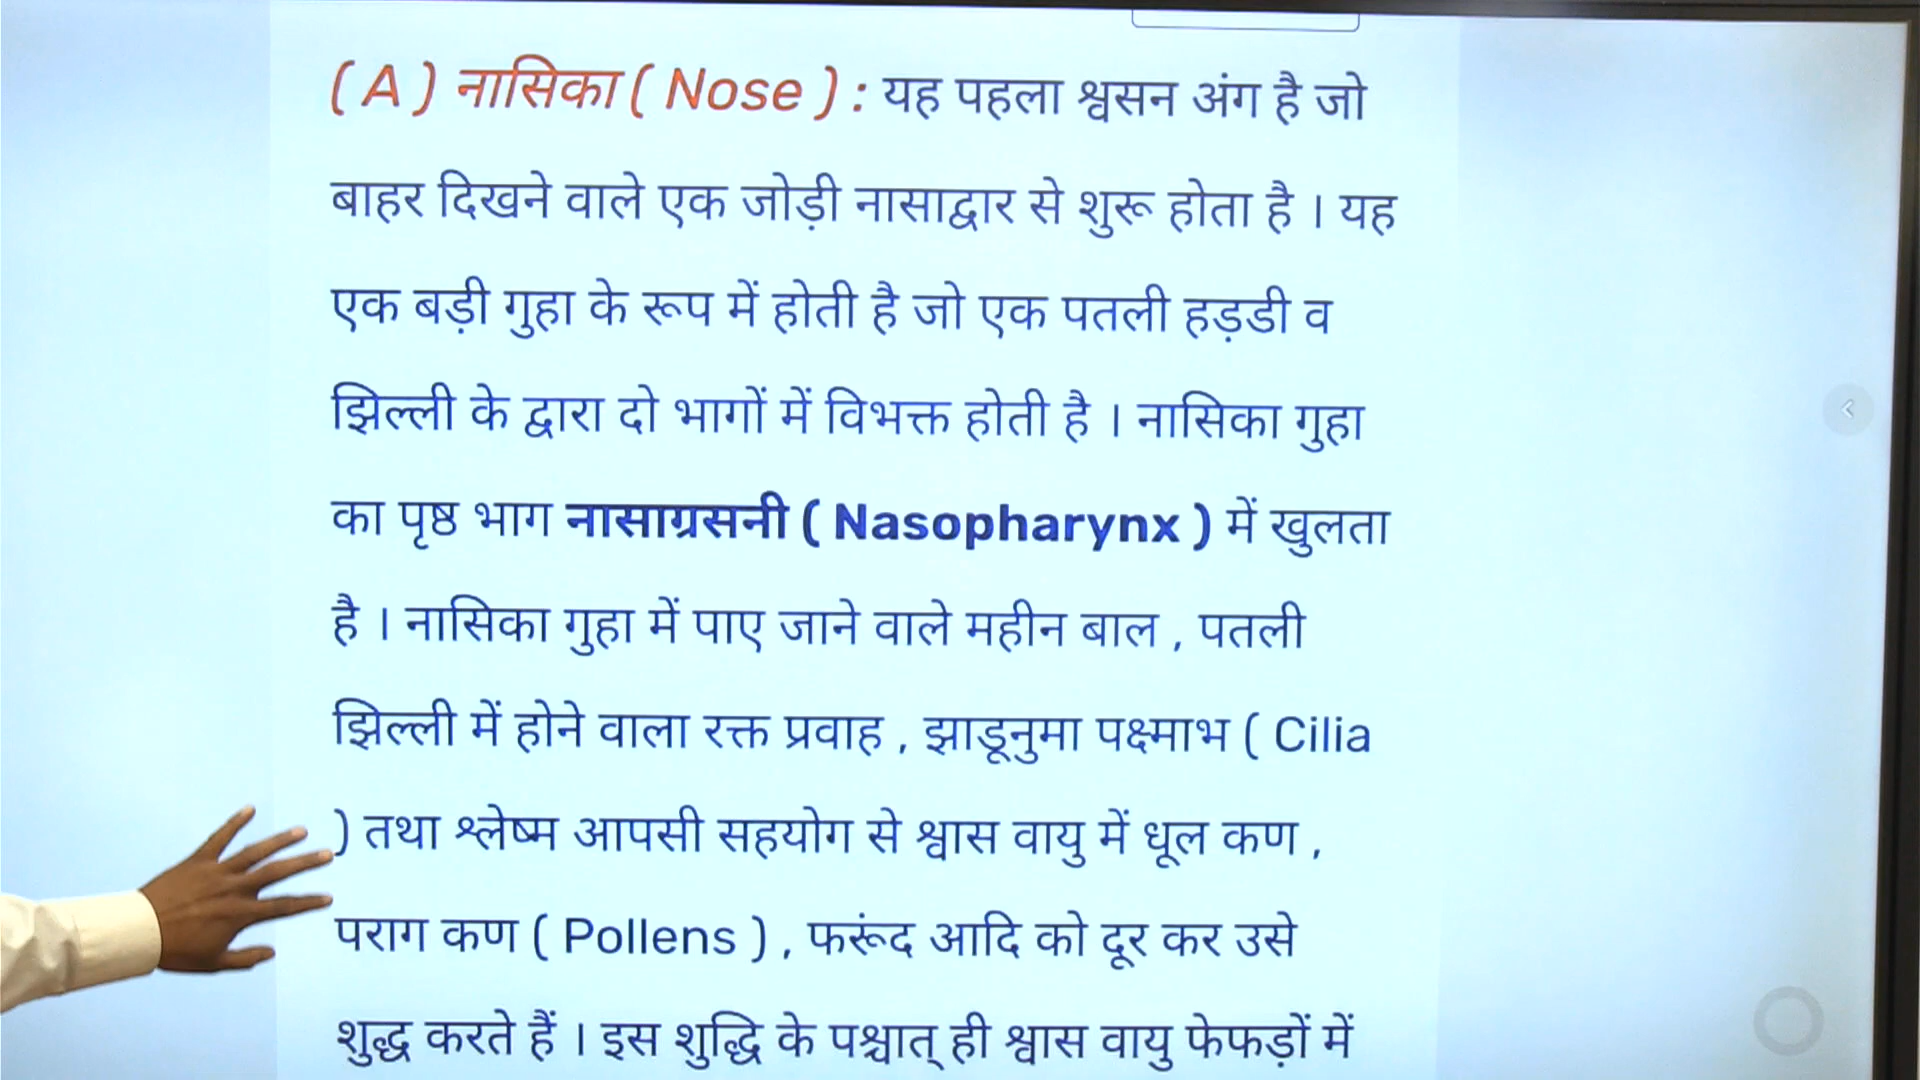 ( A ) नासिका ( Nose ) : यह पहला श्वसन अंग है जो
बाहर दिखने वाले एक जोड़ी नासाद्वार से शुरू होता है । यह
एक बड़ी गुहा के रूप में होती है जो एक पतली हड़डी व
झिल्ली के द्वारा दो भागों में विभक्त होती है । नासिका गुहा
का पृष्ठ भाग नासाग्रसनी ( Nasopharynx ) में खुलता
है । नासिका गुहा में पाए जाने वाले महीन बाल , पतली
झिल्ली में होने वाला रक्त प्रवाह , झाडूनुमा पक्ष्माभ ( Cilia
) तथा श्लेष्म आपसी सहयोग से श्वास वायु में धूल कण ,
पराग कण ( Pollens ) , फरूंद आदि को दूर कर उसे
शुद्ध करते हैं । इस शुद्धि के पश्चात् ही श्वास वायु फेफड़ों में